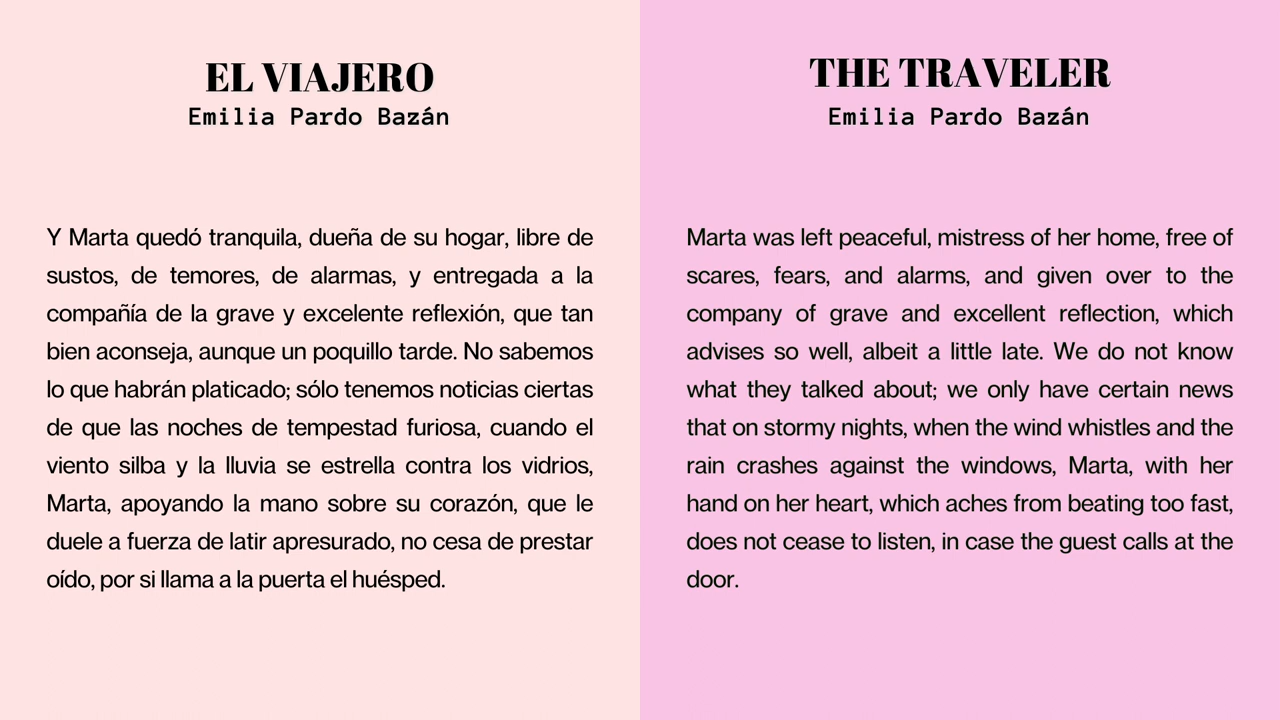 EL VIAJERO
Emilia Pardo Bazán
Y Marta quedó tranquila, dueña de su hogar, libre de
sustos, de temores, de alarmas, y entregada a la
compañía de la grave y excelente reflexión, que tan
bien aconseja, aunque un poquillo tarde. No sabemos
lo que habrán platicado; sólo tenemos noticias ciertas
de que las noches de tempestad furiosa, cuando el
viento silba y la lluvia se estrella contra los vidrios,
Marta, apoyando la mano sobre su corazón, que le
duele a fuerza de latir apresurado, no cesa de prestar
oído, por si llama a la puerta el huésped.
THE TRAVELER
Emilia Pardo Bazán
Marta was left peaceful, mistress of her home, free of
scares, fears, and alarms, and given over to the
company of grave and excellent reflection, which
advises so well, albeit a little late. We do not know
what they talked about; we only have certain news
that on stormy nights, when the wind whistles and the
rain crashes against the windows, Marta, with her
hand on her heart, which aches from beating too fast,
does not cease to listen, in case the guest calls at the
door.